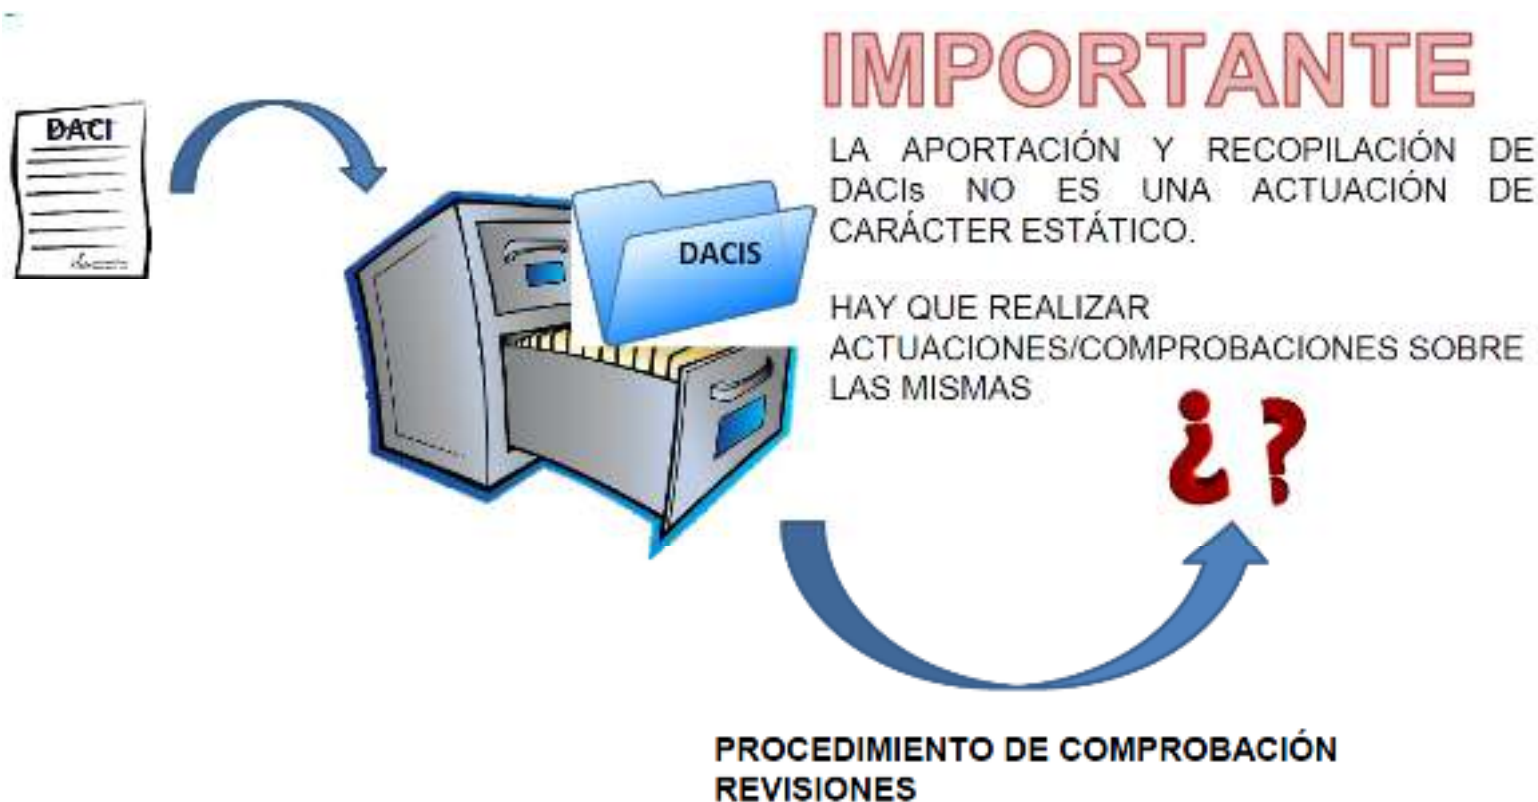 IMPORTANTE
DACI
LA APORTACIÓN Y RECOPILACIÓN DE
DACIs NO ES UNA ACTUACIÓN DE
CARÁCTER ESTÁTICO.
DACIS
HAY QUE REALIZAR
ACTUACIONES/COMPROBACIONES SOBRE
LAS MISMAS
¿?
PROCEDIMIENTO DE COMPROBACIÓN
REVISIONES